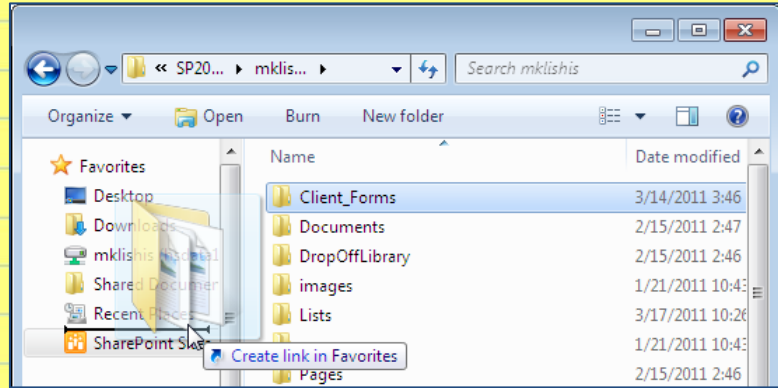 « SP20... ▸ mklis... ▸
Search mklishis
Organize ▾ Open Burn New folder
Name Date modified
Favorites
Desktop
Downloads
mklishis
Shared Documen
Recent Places
SharePoint Sites
Client_Forms 3/14/2011 3:46
Documents 2/15/2011 2:47
DropOffLibrary 2/15/2011 2:46
images 1/21/2011 10:43
Lists 3/17/2011 10:26
1/21/2011 10:43
Pages 2/15/2011 2:46
Create link in Favorites